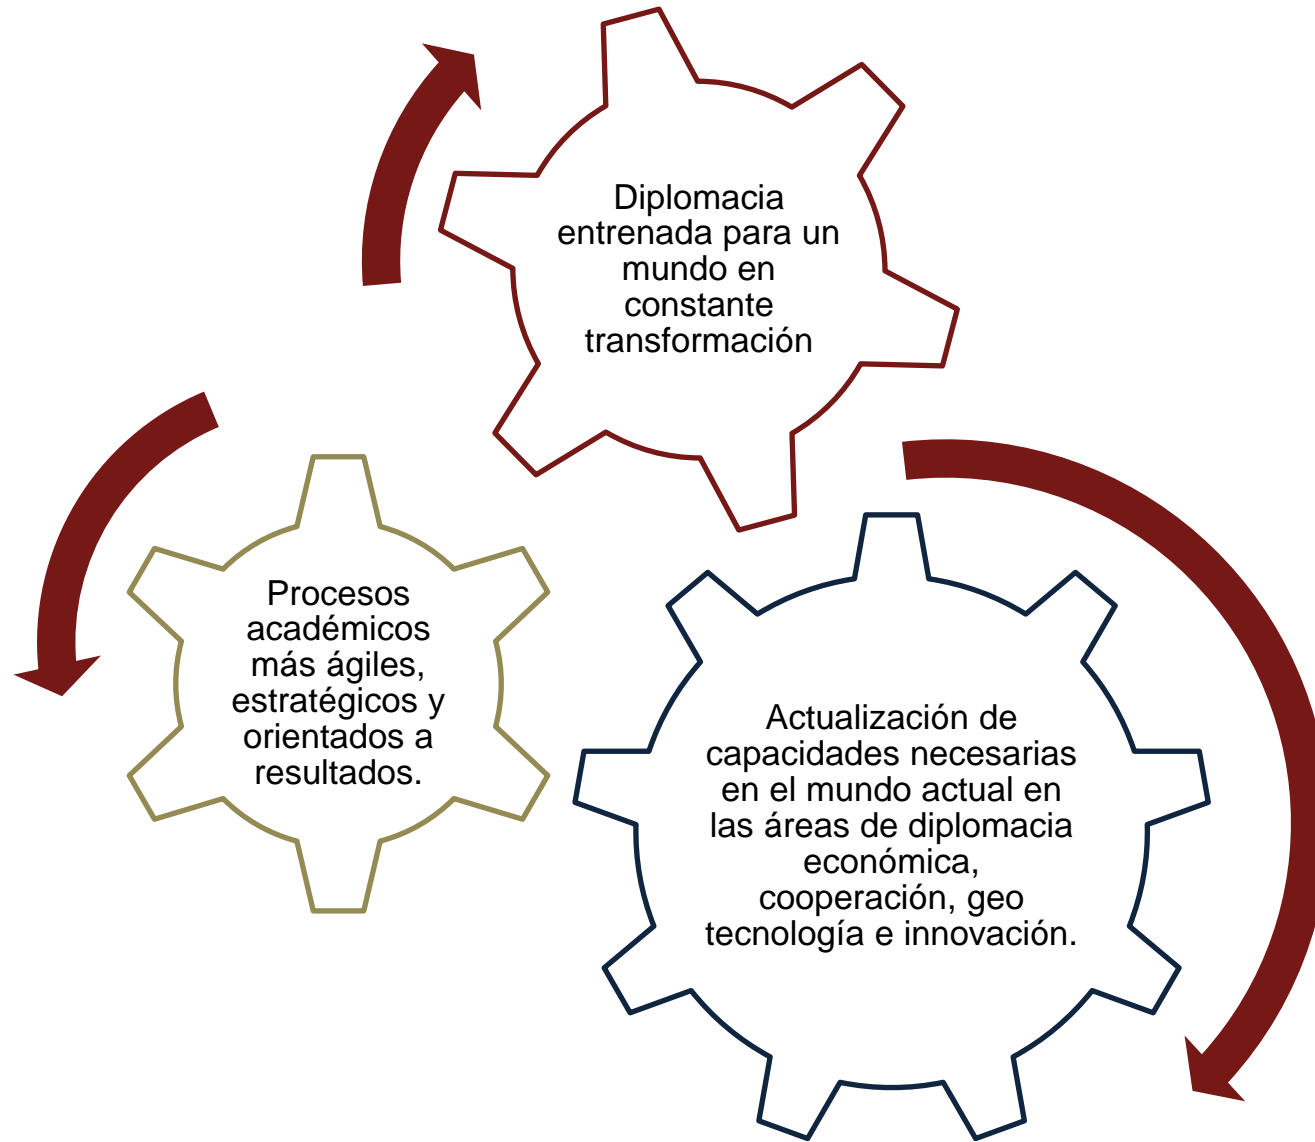 Diplomacia
entrenada para un
mundo en
constante
transformación
Procesos
académicos
más ágiles,
estratégicos y
orientados a
resultados.
Actualización de
capacidades necesarias
en el mundo actual en
las áreas de diplomacia
económica,
cooperación, geo
tecnología e innovación.